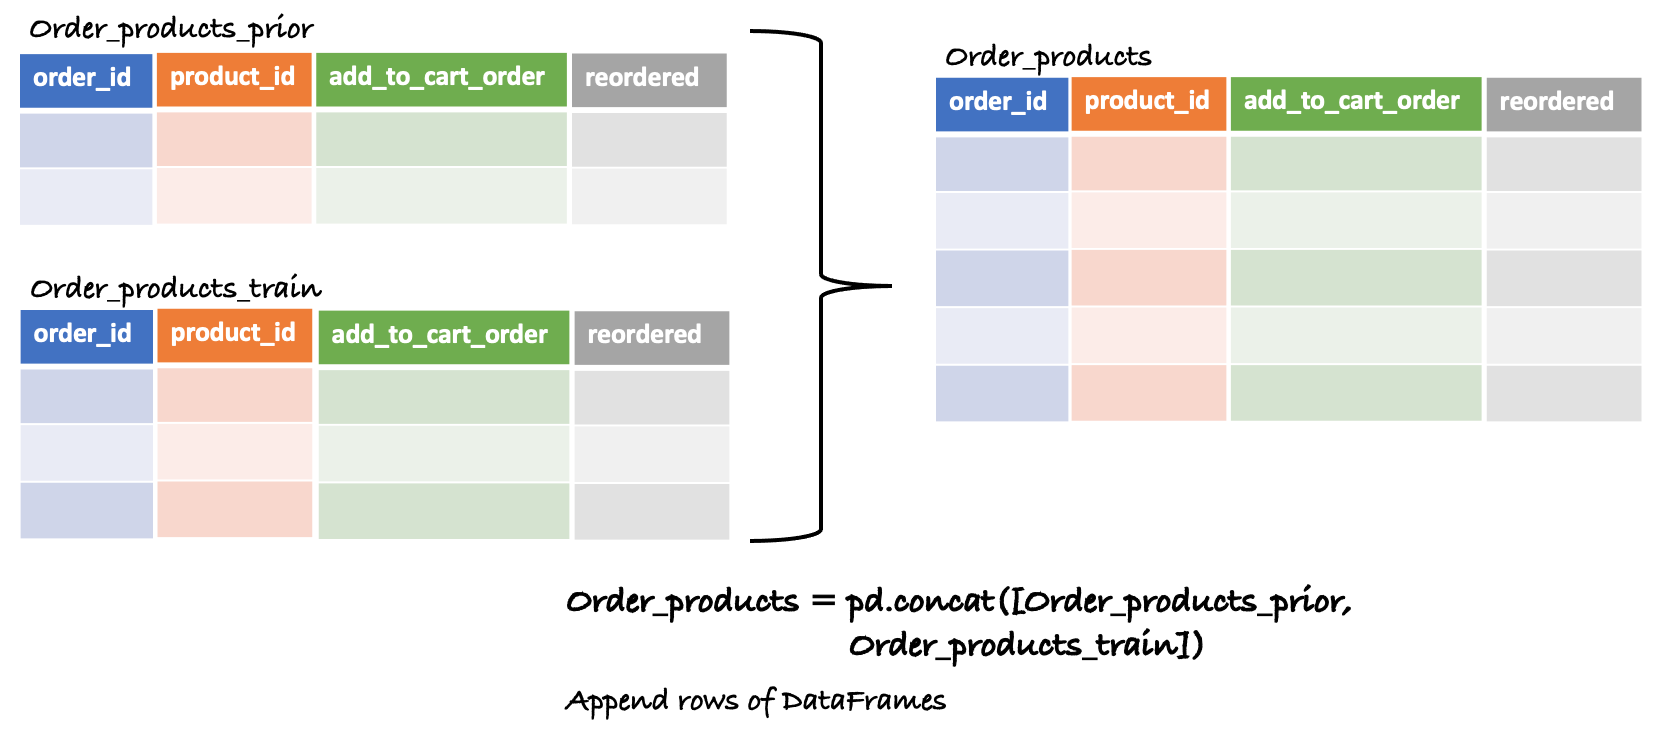 Order_products_prior
order_id product_id add_to_cart_order reordered
Order_products_train
order_id product_id add_to_cart_order reordered
Order_products
order_id product_id add_to_cart_order reordered
Order_products = pd.concat([Order_products_prior,
Order_products_train])
Append rows of DataFrames